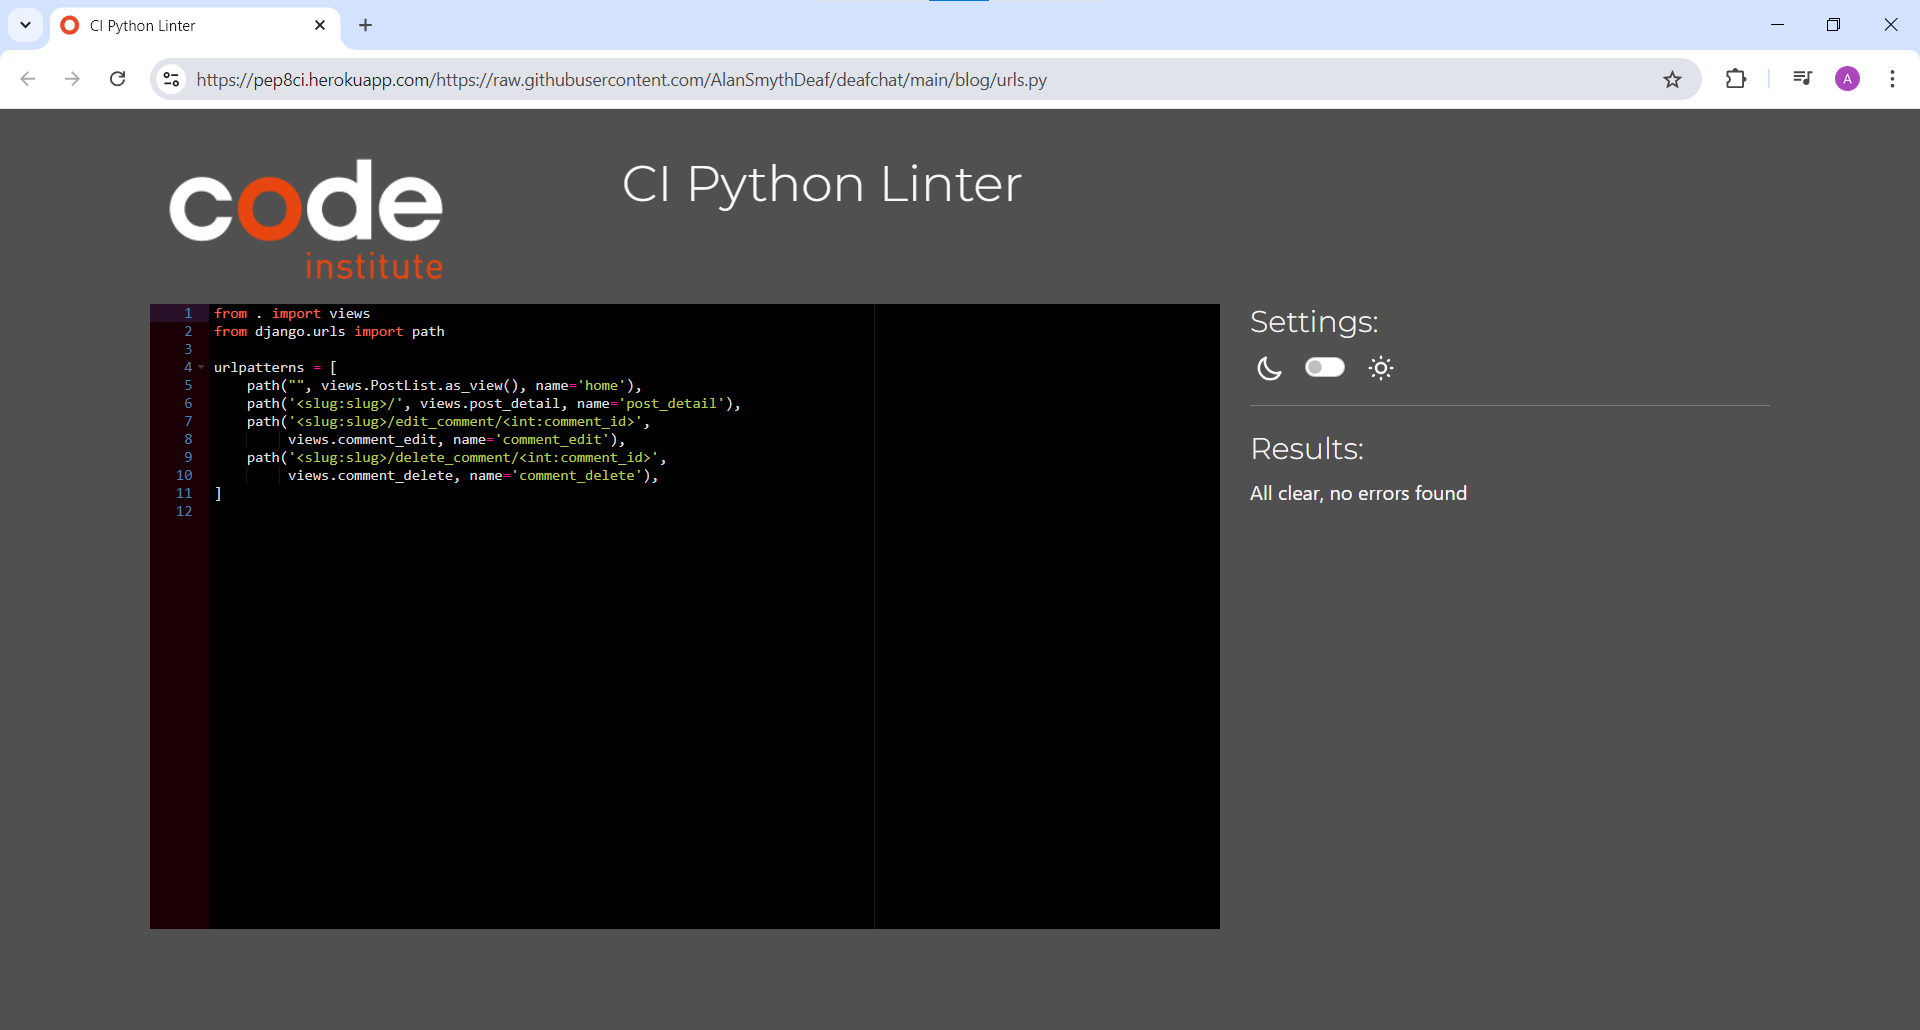 CI Python Linter
https://pep8ci.herokuapp.com/https://raw.githubusercontent.com/AlanSmythDeaf/deafchat/main/blog/urls.py
A
code
institute
CI Python Linter
1 from . import views
2 from django.urls import path
3
4 urlpatterns = [
5     path("", views.PostList.as_view(), name='home'),
6     path('<slug:slug>/', views.post_detail, name='post_detail'),
7     path('<slug:slug>/edit_comment/<int:comment_id>',
8          views.comment_edit, name='comment_edit'),
9     path('<slug:slug>/delete_comment/<int:comment_id>',
10          views.comment_delete, name='comment_delete'),
11 ]
12
Settings:
Results:
All clear, no errors found